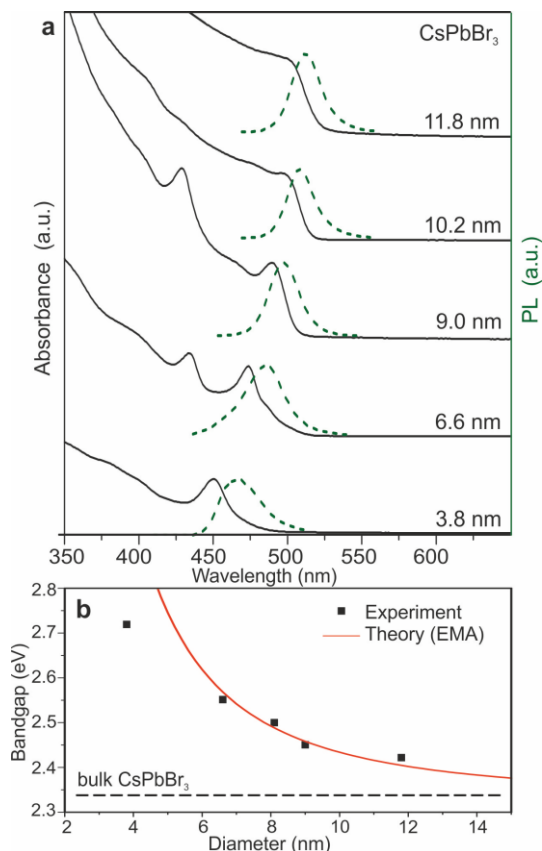 a
CsPbBr3
11.8 nm
10.2 nm
9.0 nm
6.6 nm
3.8 nm
Absorbance (a.u.)
PL (a.u.)
350 400 450 500 550 600
Wavelength (nm)
b
Experiment
Theory (EMA)
2.8
2.7
2.6
2.5
2.4
2.3
Bandgap (eV)
bulk CsPbBr3
2 4 6 8 10 12 14
Diameter (nm)